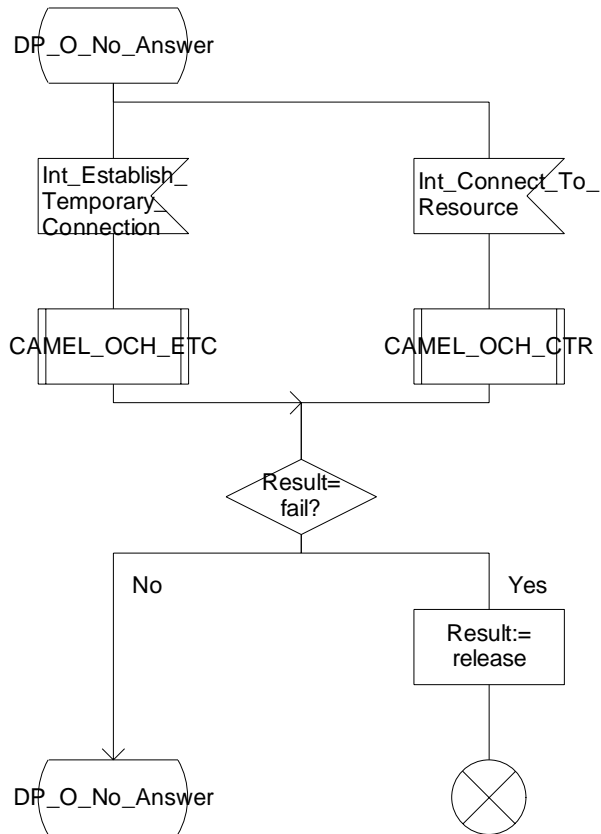 DP_O_No_Answer
Int_Establish_
Temporary_
Connection
Int_Connect_To_
Resource
CAMEL_OCH_ETC
CAMEL_OCH_CTR
Result=
fail?
No
Yes
Result:=
release
DP_O_No_Answer